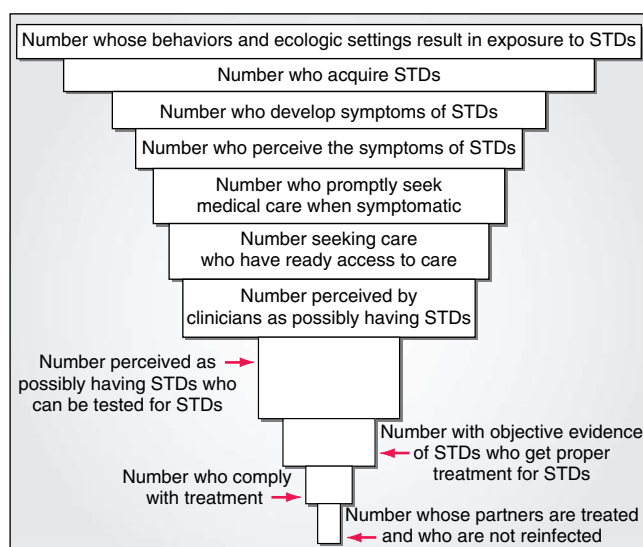 Number whose behaviors and ecologic settings result in exposure to STDs
Number who acquire STDs
Number who develop symptoms of STDs
Number who perceive the symptoms of STDs
Number who promptly seek
medical care when symptomatic
Number seeking care
who have ready access to care
Number perceived by
clinicians as possibly having STDs
Number perceived as
possibly having STDs who
can be tested for STDs
Number with objective evidence
of STDs who get proper
treatment for STDs
Number who comply
with treatment
Number whose partners are treated
and who are not reinfected